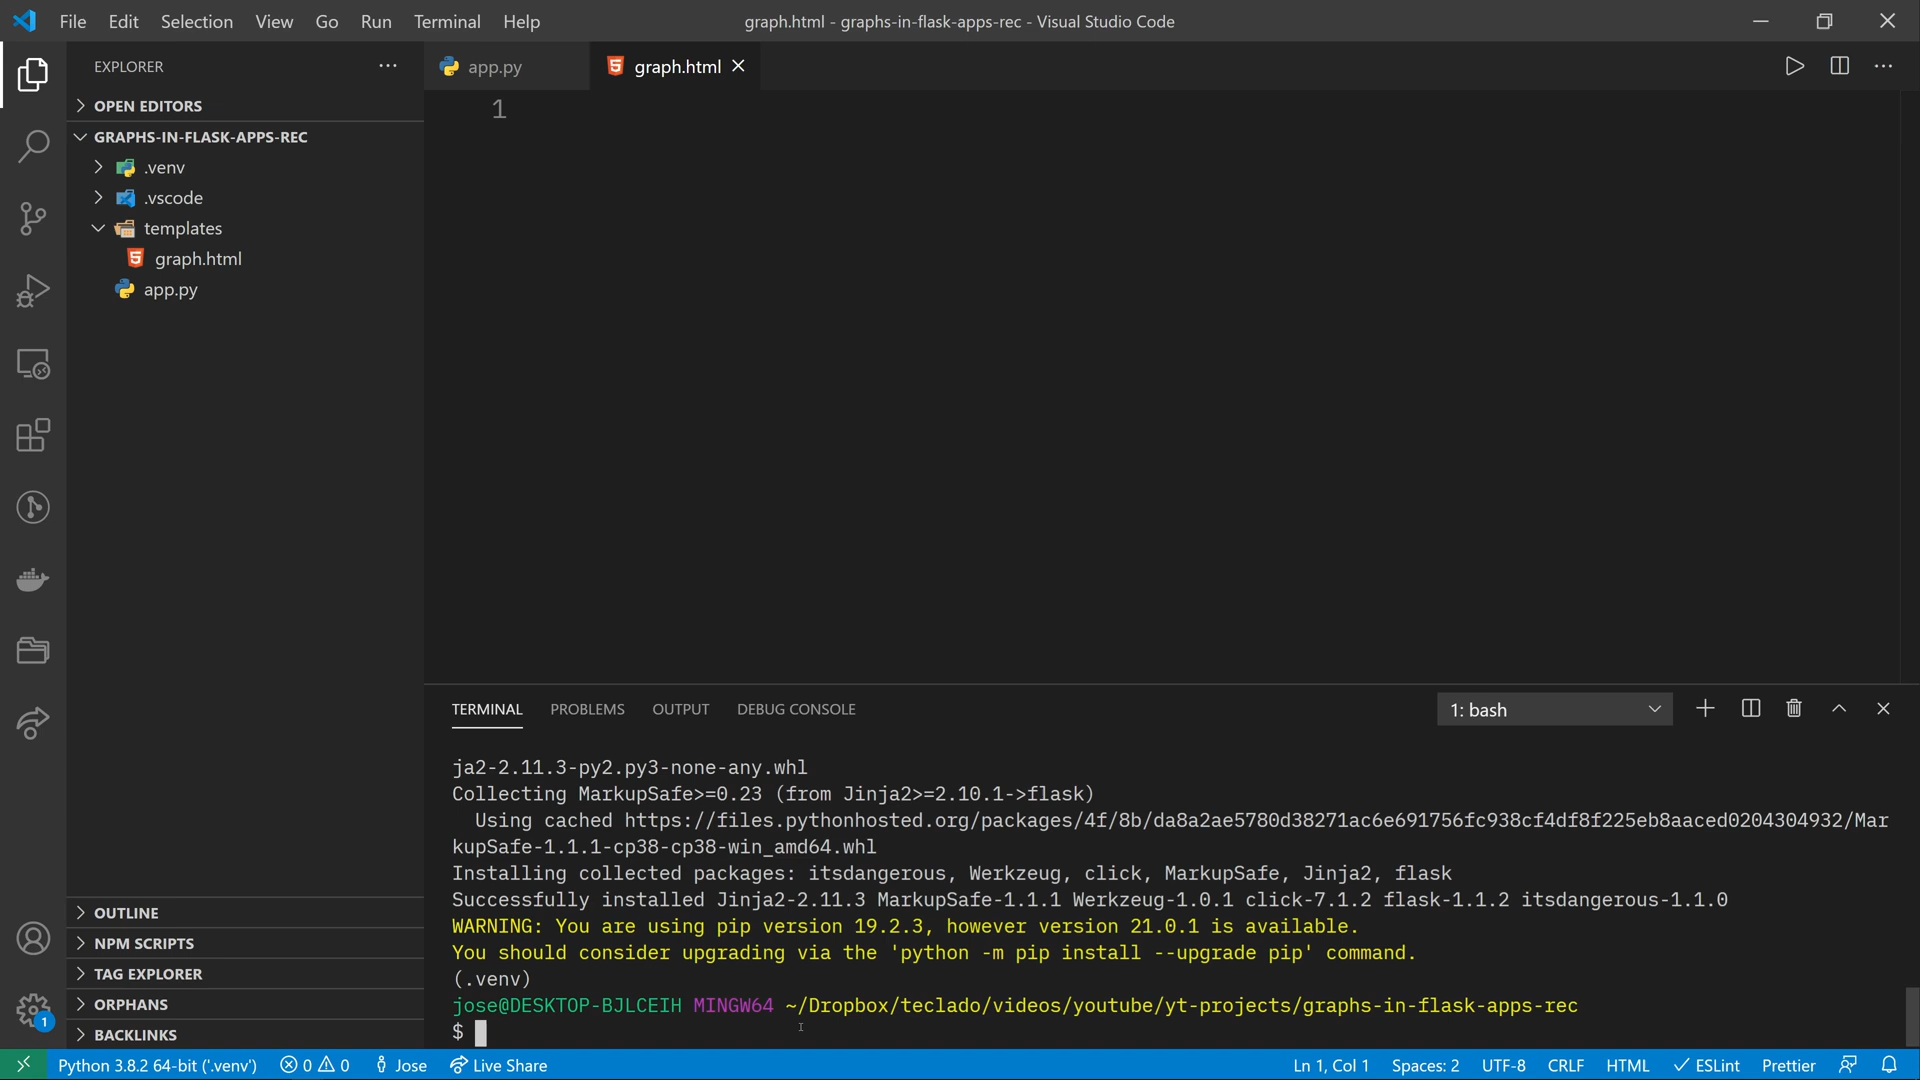 File Edit Selection View Go Run Terminal Help
graph.html - graphs-in-flask-apps-rec - Visual Studio Code
EXPLORER
OPEN EDITORS
GRAPHS-IN-FLASK-APPS-REC
.venv
.vscode
templates
graph.html
app.py
OUTLINE
NPM SCRIPTS
TAG EXPLORER
ORPHANS
BACKLINKS
app.py
graph.html
1
TERMINAL PROBLEMS OUTPUT DEBUG CONSOLE
1: bash
ja2-2.11.3-py2.py3-none-any.whl
Collecting MarkupSafe>=0.23 (from Jinja2>=2.10.1->flask)
Using cached https://files.pythonhosted.org/packages/4f/8b/da8a2ae5780d38271ac6e691756fc938cf4df8f225eb8aaced0204304932/Mar
kupSafe-1.1.1-cp38-cp38-win_amd64.whl
Installing collected packages: itsdangerous, Werkzeug, click, MarkupSafe, Jinja2, flask
Successfully installed Jinja2-2.11.3 MarkupSafe-1.1.1 Werkzeug-1.0.1 click-7.1.2 flask-1.1.2 itsdangerous-1.1.0
WARNING: You are using pip version 19.2.3, however version 21.0.1 is available.
You should consider upgrading via the 'python -m pip install --upgrade pip' command.
(.venv)
jose@DESKTOP-BJLCEIH MINGW64 ~/Dropbox/teclado/videos/youtube/yt-projects/graphs-in-flask-apps-rec
$
1
Python 3.8.2 64-bit ('.venv') 0 0 Jose Live Share
Ln 1, Col 1 Spaces: 2 UTF-8 CRLF HTML ESLint Prettier